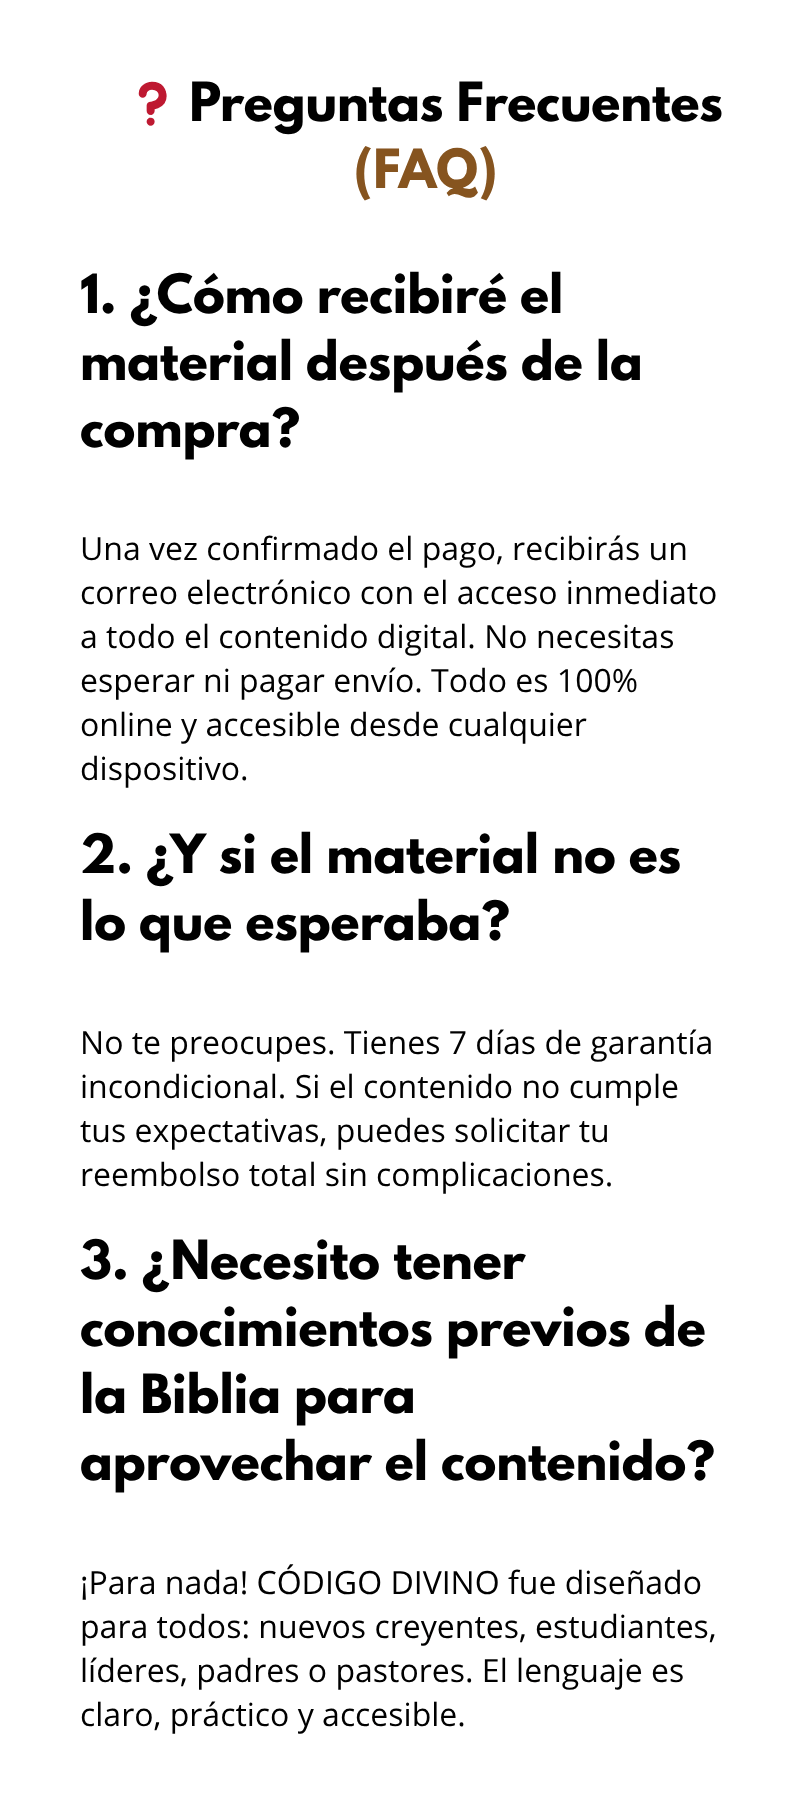 ❓ Preguntas Frecuentes
(FAQ)
1. ¿Cómo recibiré el
material después de la
compra?
Una vez confirmado el pago, recibirás un
correo electrónico con el acceso inmediato
a todo el contenido digital. No necesitas
esperar ni pagar envío. Todo es 100%
online y accesible desde cualquier
dispositivo.
2. ¿Y si el material no es
lo que esperaba?
No te preocupes. Tienes 7 días de garantía
incondicional. Si el contenido no cumple
tus expectativas, puedes solicitar tu
reembolso total sin complicaciones.
3. ¿Necesito tener
conocimientos previos de
la Biblia para
aprovechar el contenido?
¡Para nada! CÓDIGO DIVINO fue diseñado
para todos: nuevos creyentes, estudiantes,
líderes, padres o pastores. El lenguaje es
claro, práctico y accesible.